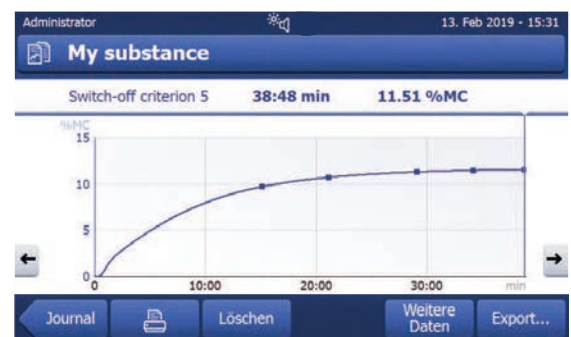 Administrator 13. Feb 2019 - 15:31
My substance
Switch-off criterion 5 38:48 min 11.51 %MC
%MC
15
10
5
0
0 10:00 20:00 30:00 min
Journal Löschen Weitere Daten Export...